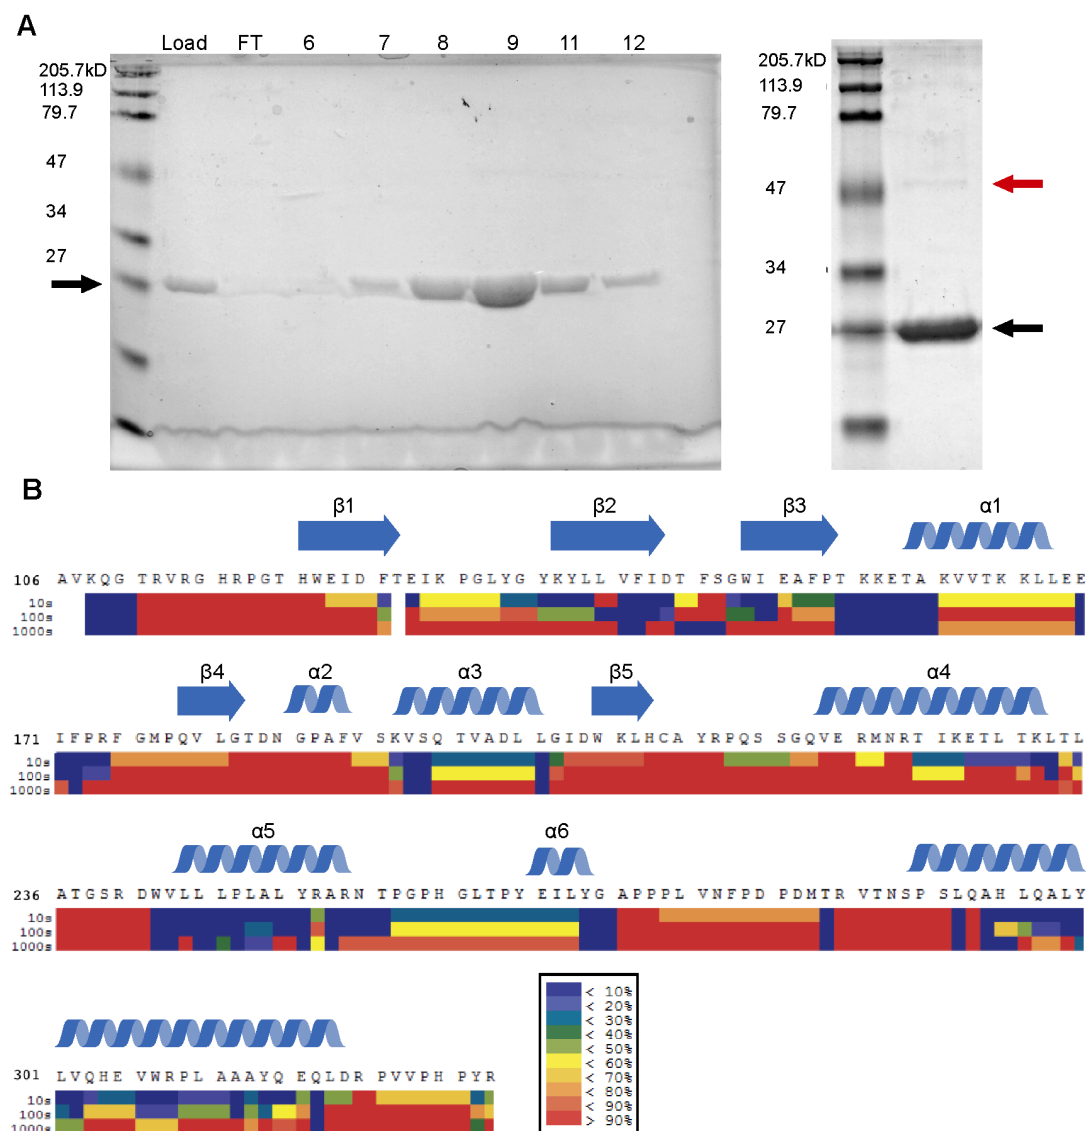 A
Load FT 6 7 8 9 11 12
205.7kD
113.9
79.7
47
34
27
205.7kD
113.9
79.7
47
34
27
B
β1 β2 β3 α1
106 AVKQG TRVRG HRPGT HWEID FTEIK PGLYG YKYLL VFIDT FSGWI EAFPT KKETA KVVTK KLLEE
10s
100s
1000s
β4 α2 α3 β5 α4
171 IFPRF GMPQV LGTDN GPAFV SKVSQ TVADL LGIDW KLHCA YRPQS SGQVE RMNRT IKETL TKLTL
10s
100s
1000s
α5 α6
236 ATGSR DWVLL LPLAL YRARN TPGPH GLTPY EILYG APPPL VNFPD PDMTR VTNSP SLQAH LQALY
10s
100s
1000s
301 LVQHE VWRPL AAAYQ EQLDR PVVPH PYR
10s
100s
1000s
< 10%
< 20%
< 30%
< 40%
< 50%
< 60%
< 70%
< 80%
< 90%
> 90%